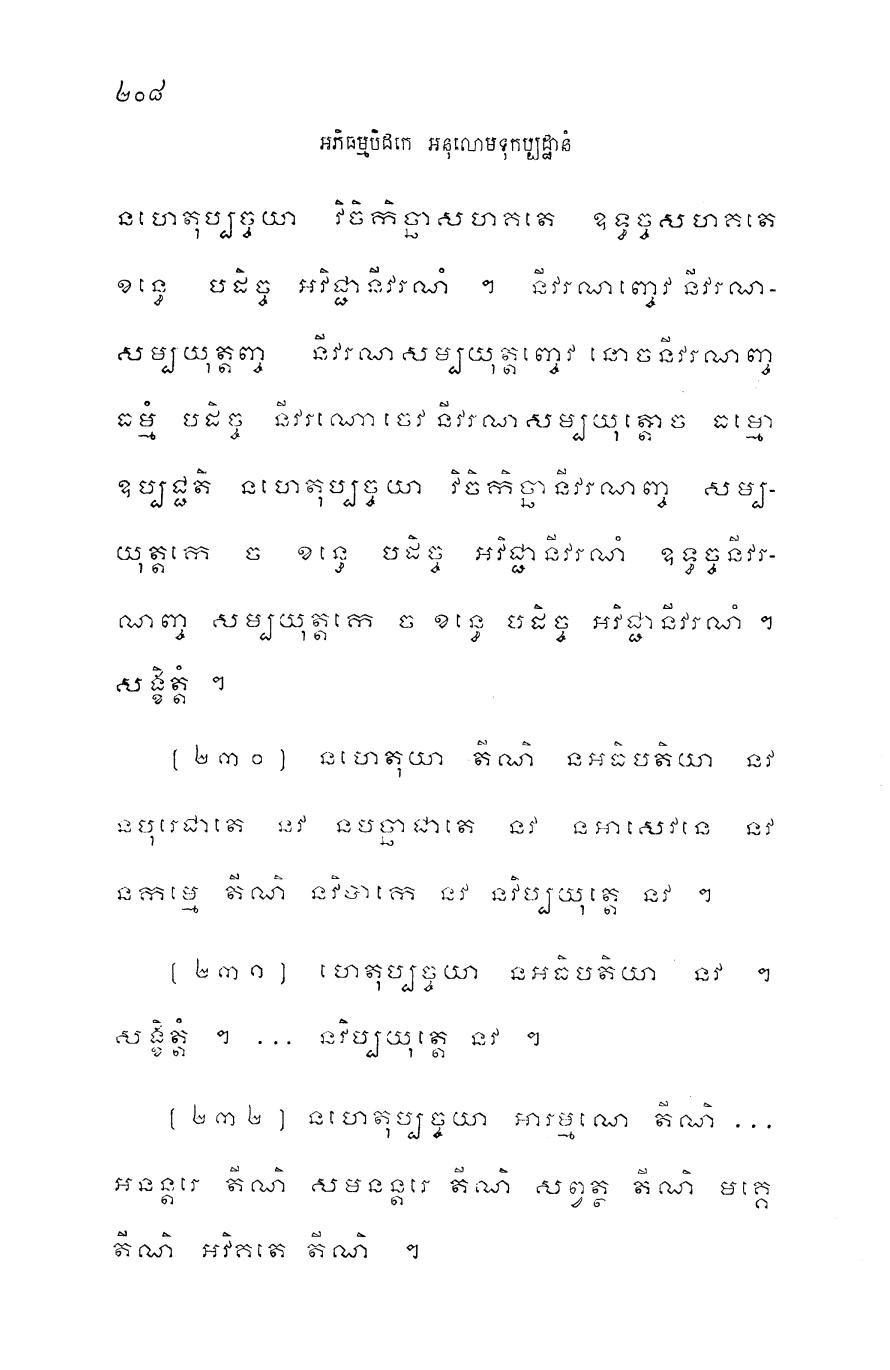 ២០៨
អភិធម្មបិដកេ អនុលោមទុកប្បដ្ឋានំ
នហេតុប្បច្ចយា វិចិកិច្ឆាសហគតេ ឧទ្ធច្ចសហគតេ
ខន្ធេ បដិច្ច អវិជ្ជានីវរណំ ។ នីវរណាញ្ចេវ នីវរណ-
សម្បយុត្តញ្ច នីវរណសម្បយុត្តញ្ចេវ នោចនីវរណញ្ច
ធម្មំ បដិច្ច នីវរណោចេវ នីវរណសម្បយុត្តោច ធម្មោ
ឧប្បជ្ជតិ នហេតុប្បច្ចយា វិចិកិច្ឆានីវរណញ្ច សម្ប-
យុត្តកេ ច ខន្ធេ បដិច្ច អវិជ្ជានីវរណំ ឧទ្ធច្ចនីវរ-
ណញ្ច សម្បយុត្តកេ ច ខន្ធេ បដិច្ច អវិជ្ជានីវរណំ ។
សង្ខិត្តំ ។
[២៣០] នហេតុយា តីណិ នអធិបតិយា នវ
នបុរេជាតេ នវ នបច្ឆាជាតេ នវ នអាសេវនេ នវ
នកម្មេ តីណិ នវិបាកេ នវ នវិប្បយុត្តេ នវ ។
[២៣១] ហេតុប្បច្ចយា នអធិបតិយា នវ ។
សង្ខិត្តំ ។ ... នវិប្បយុត្តេ នវ ។
[២៣២] នហេតុប្បច្ចយា អារម្មណេ តីណិ ...
អនន្តរេ តីណិ សមនន្តរេ តីណិ សព្វត្ថ តីណិ មគ្គេ
តីណិ អវិគតេ តីណិ ។